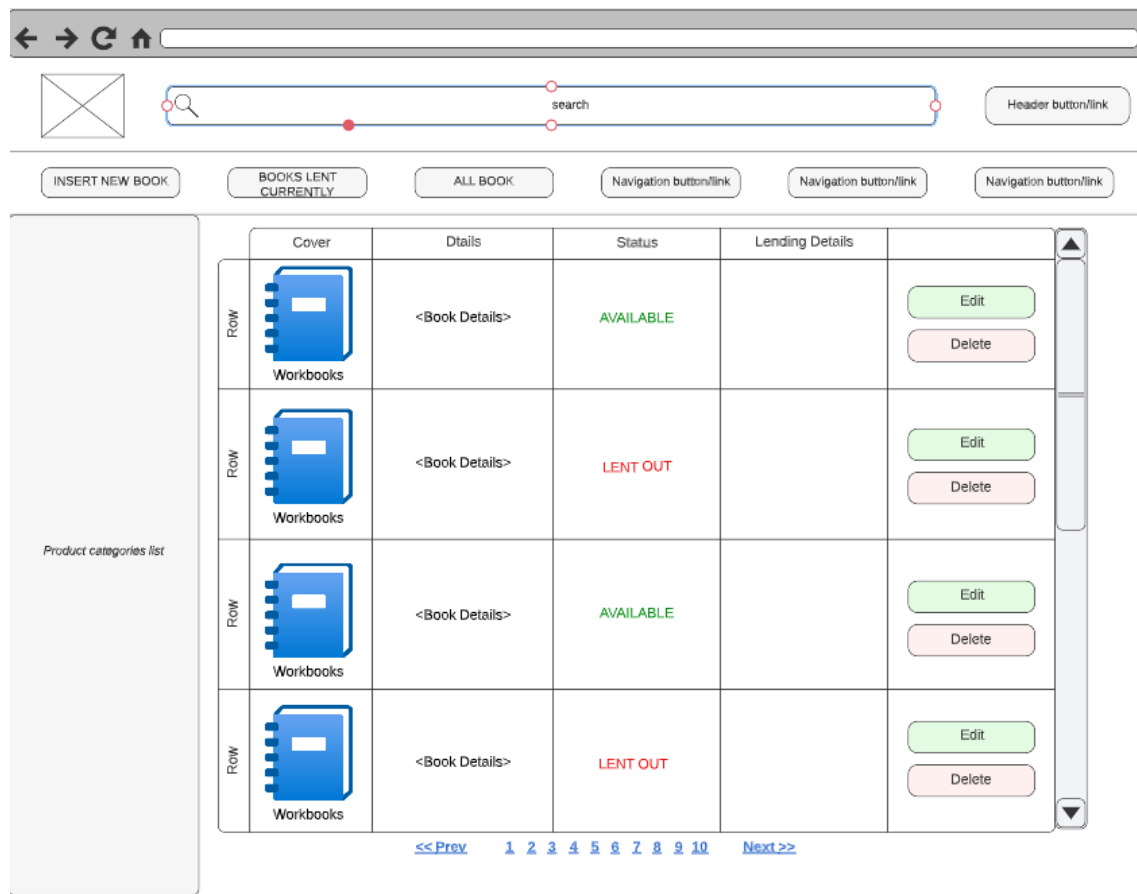 search
Header button/link
INSERT NEW BOOK
BOOKS LENT
CURRENTLY
ALL BOOK
Navigation button/link
Navigation button/link
Navigation button/link
Product categories list
Cover
Dtails
Status
Lending Details
Row
Workbooks
<Book Details>
AVAILABLE
Edit
Delete
Row
Workbooks
<Book Details>
LENT OUT
Edit
Delete
Row
Workbooks
<Book Details>
AVAILABLE
Edit
Delete
Row
Workbooks
<Book Details>
LENT OUT
Edit
Delete
<< Prev 1 2 3 4 5 6 7 8 9 10 Next >>